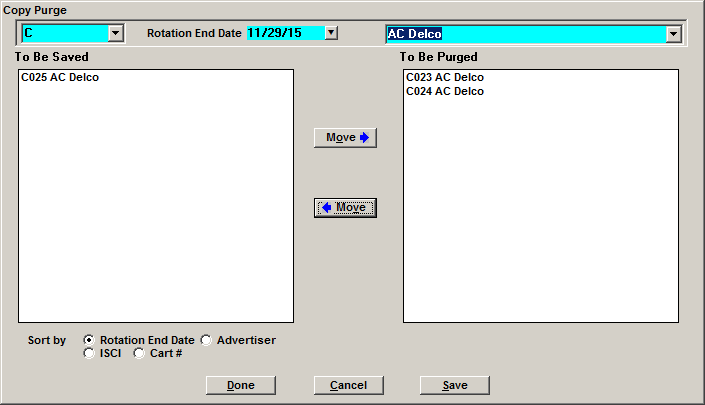 Copy Purge
C Rotation End Date 11/29/15 AC Delco
To Be Saved To Be Purged
C025 AC Delco C023 AC Delco
C024 AC Delco
Move
Move
Sort by Rotation End Date Advertiser
ISCI Cart #
Done Cancel Save